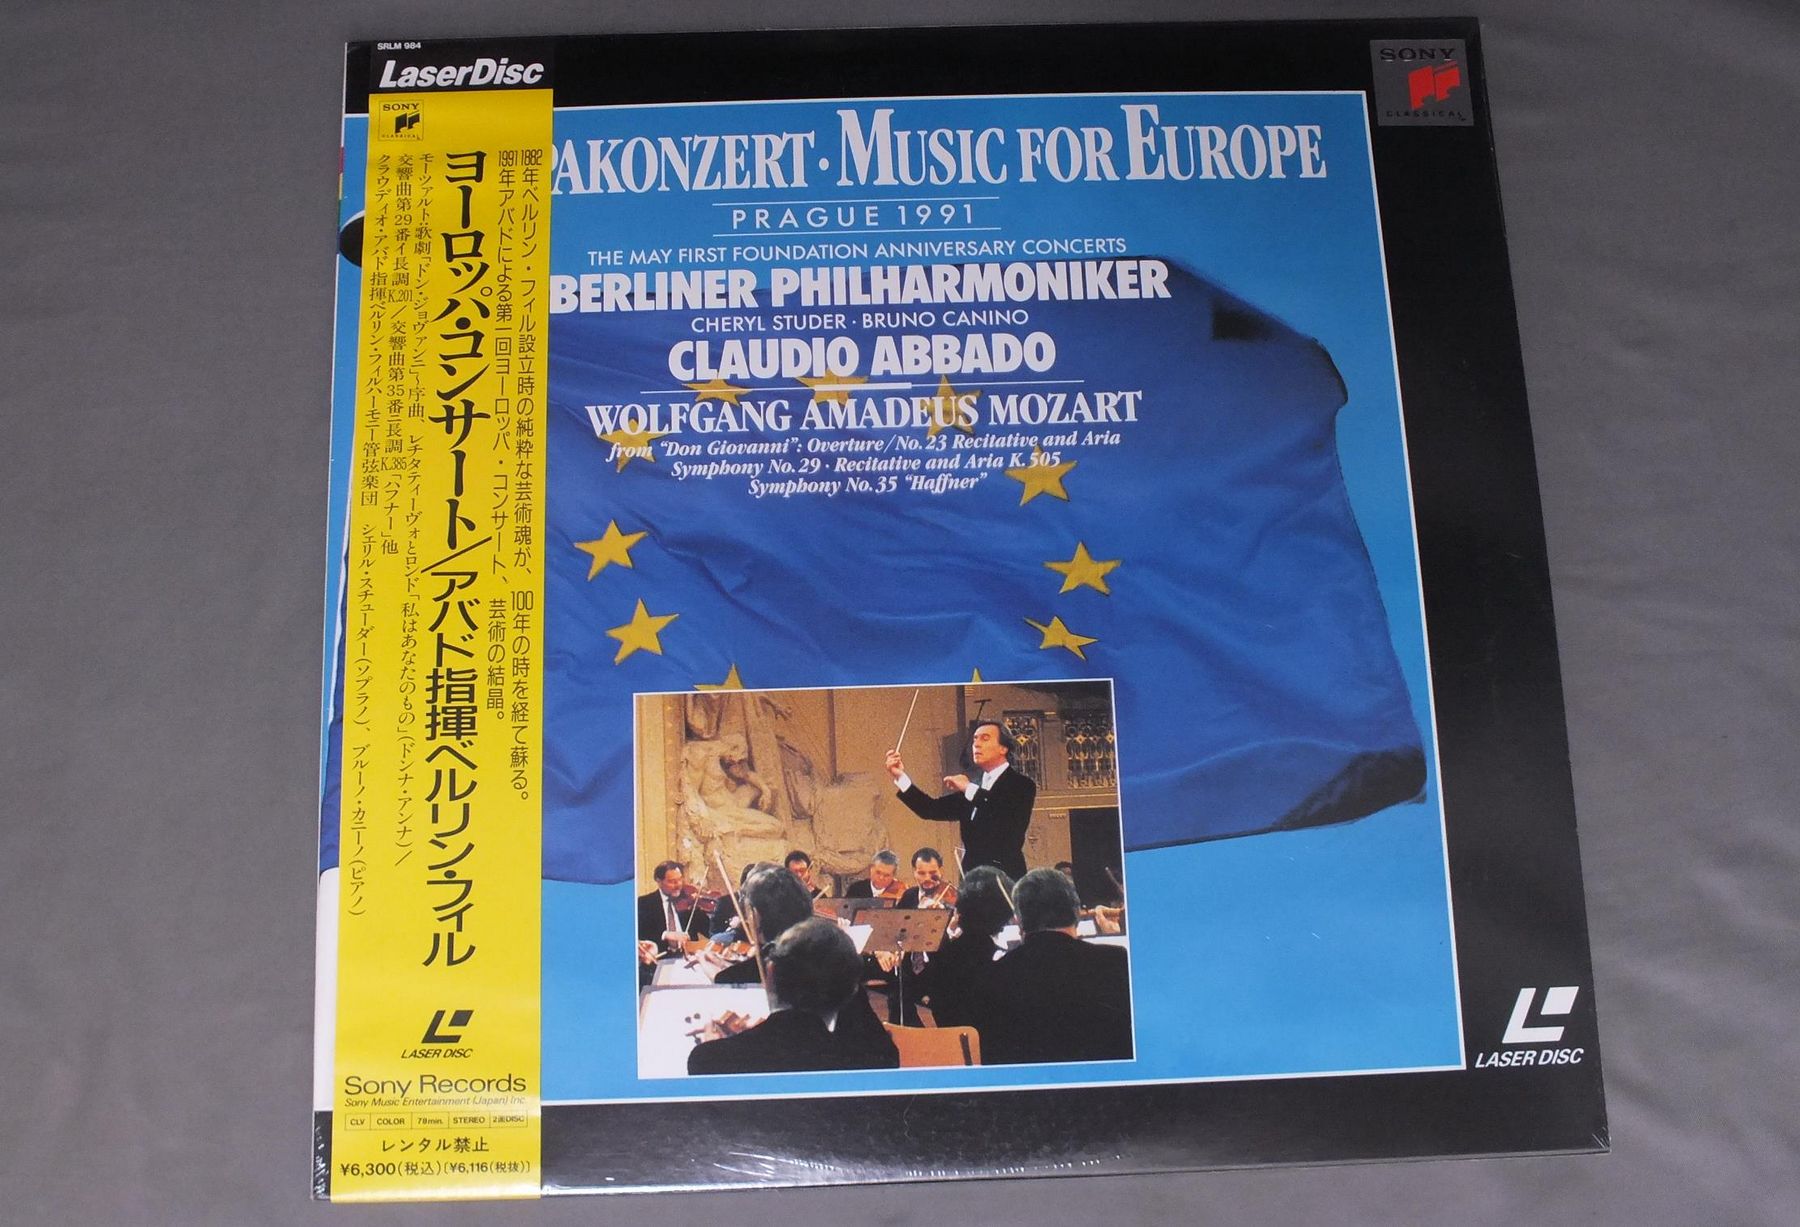 SRLM 984
LaserDisc
SONY
CLASSICAL
1882年ベルリン・フィル設立時の純粋な芸術魂が、100年の時を経て蘇る。
1991年アバドによる第一回ヨーロッパ・コンサート、芸術の結晶。
ヨーロッパ・コンサート/アバド指揮ベルリン・フィル
モーツァルト:歌劇「ドン・ジョヴァンニ」〜序曲、レチタティーヴォとロンド「私はあなたのもの」(ドンナ・アンナ)/
交響曲第29番イ長調K.201/交響曲第35番ニ長調K.385「ハフナー」他
クラウディオ・アバド指揮ベルリン・フィルハーモニー管弦楽団 シェリル・スチューダー(ソプラノ)、ブルーノ・カニーノ(ピアノ)
LASER DISC
Sony Records
Sony Music Entertainment (Japan) Inc.
CLV COLOR 78min. STEREO 2面DISC
レンタル禁止
¥6,300(税込)(¥6,116(税抜))
SONY
CLASSICAL
PAKONZERT · MUSIC FOR EUROPE
PRAGUE 1991
THE MAY FIRST FOUNDATION ANNIVERSARY CONCERTS
BERLINER PHILHARMONIKER
CHERYL STUDER · BRUNO CANINO
CLAUDIO ABBADO
WOLFGANG AMADEUS MOZART
from "Don Giovanni": Overture/No. 23 Recitative and Aria
Symphony No. 29 · Recitative and Aria K. 505
Symphony No. 35 "Haffner"
LASER DISC